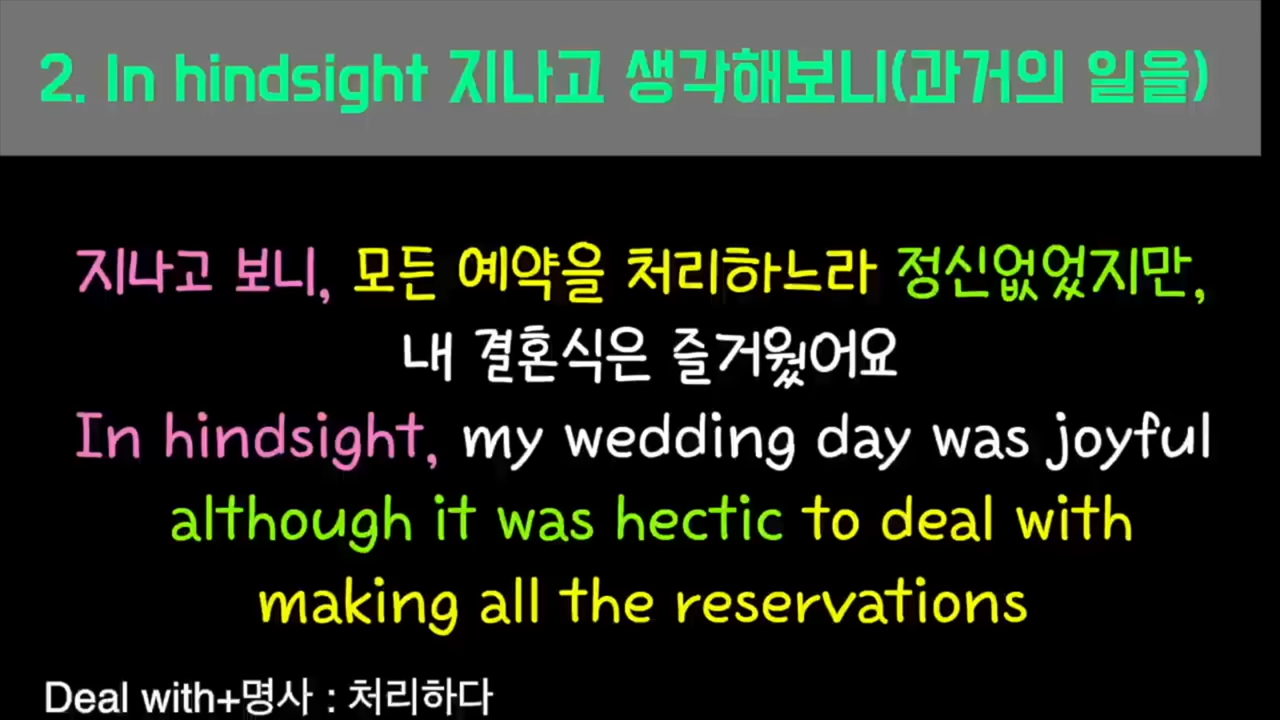 2. In hindsight 지나고 생각해보니(과거의 일을)
지나고 보니, 모든 예약을 처리하느라 정신없었지만,
내 결혼식은 즐거웠어요
In hindsight, my wedding day was joyful
although it was hectic to deal with
making all the reservations
Deal with+명사 : 처리하다